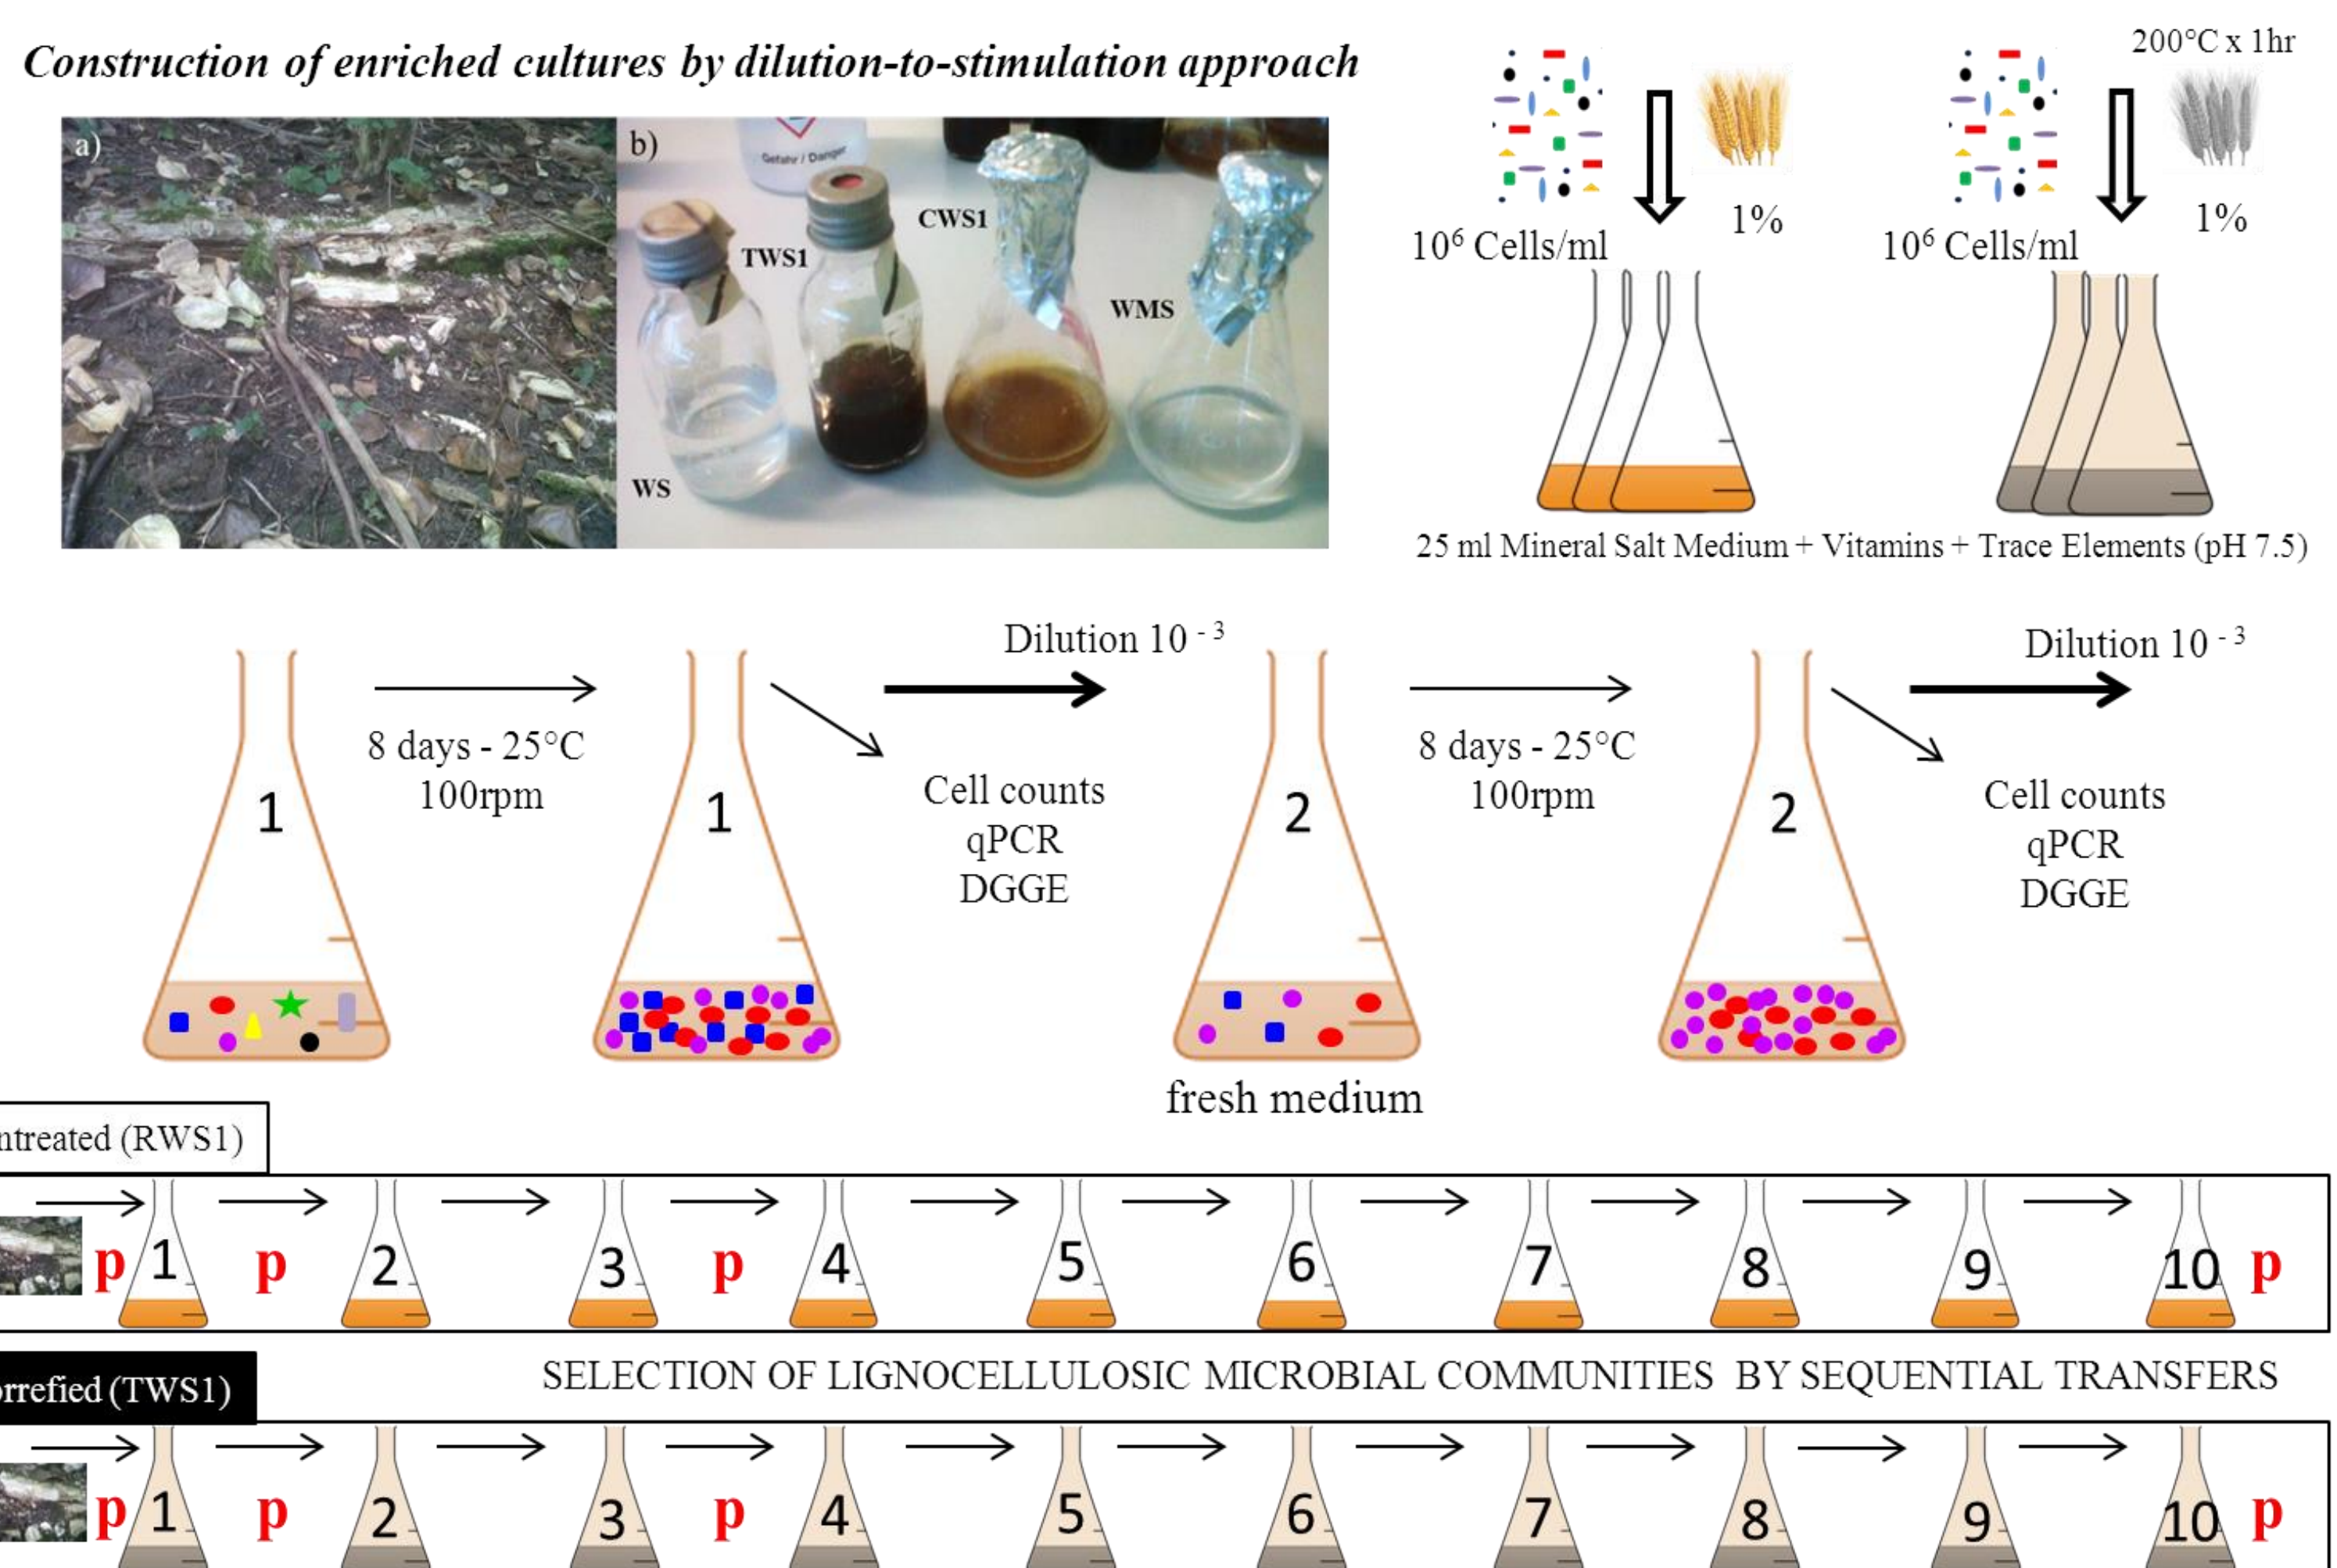 Construction of enriched cultures by dilution-to-stimulation approach
200°C x 1hr
a)
b)
Gefahr / Danger
TWS1
CWS1
WMS
WS
1%
1%
10⁶ Cells/ml
10⁶ Cells/ml
25 ml Mineral Salt Medium + Vitamins + Trace Elements (pH 7.5)
Dilution 10 - 3
Dilution 10 - 3
8 days - 25°C
100rpm
8 days - 25°C
100rpm
1
1
2
2
Cell counts
qPCR
DGGE
Cell counts
qPCR
DGGE
fresh medium
ntreated (RWS1)
p 1 p 2 3 p 4 5 6 7 8 9 10 p
SELECTION OF LIGNOCELLULOSIC MICROBIAL COMMUNITIES BY SEQUENTIAL TRANSFERS
orrefied (TWS1)
p 1 p 2 3 p 4 5 6 7 8 9 10 p